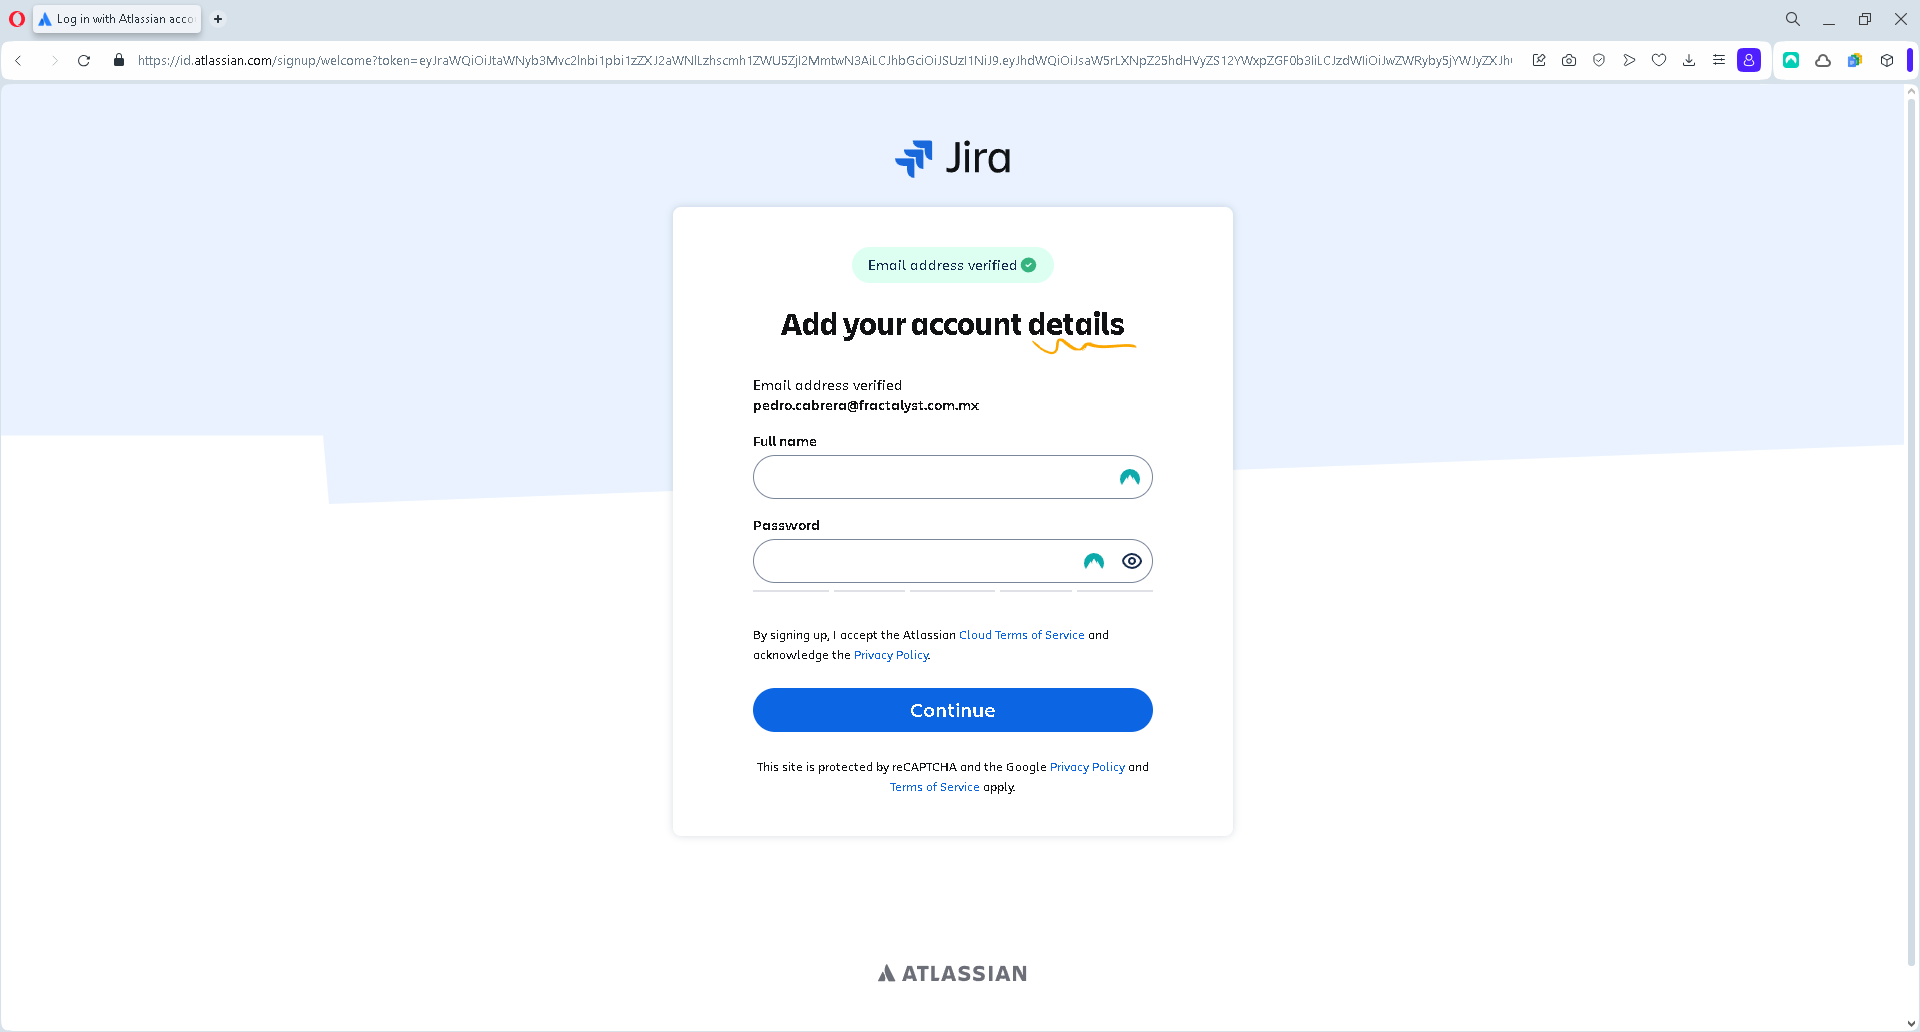 Log in with Atlassian acco
https://id.atlassian.com/signup/welcome?token=
Jira
Email address verified
Add your account details
Email address verified
pedro.cabrera@fractalyst.com.mx
Full name
Password
By signing up, I accept the Atlassian Cloud Terms of Service and
acknowledge the Privacy Policy.
Continue
This site is protected by reCAPTCHA and the Google Privacy Policy and
Terms of Service apply.
ATLASSIAN